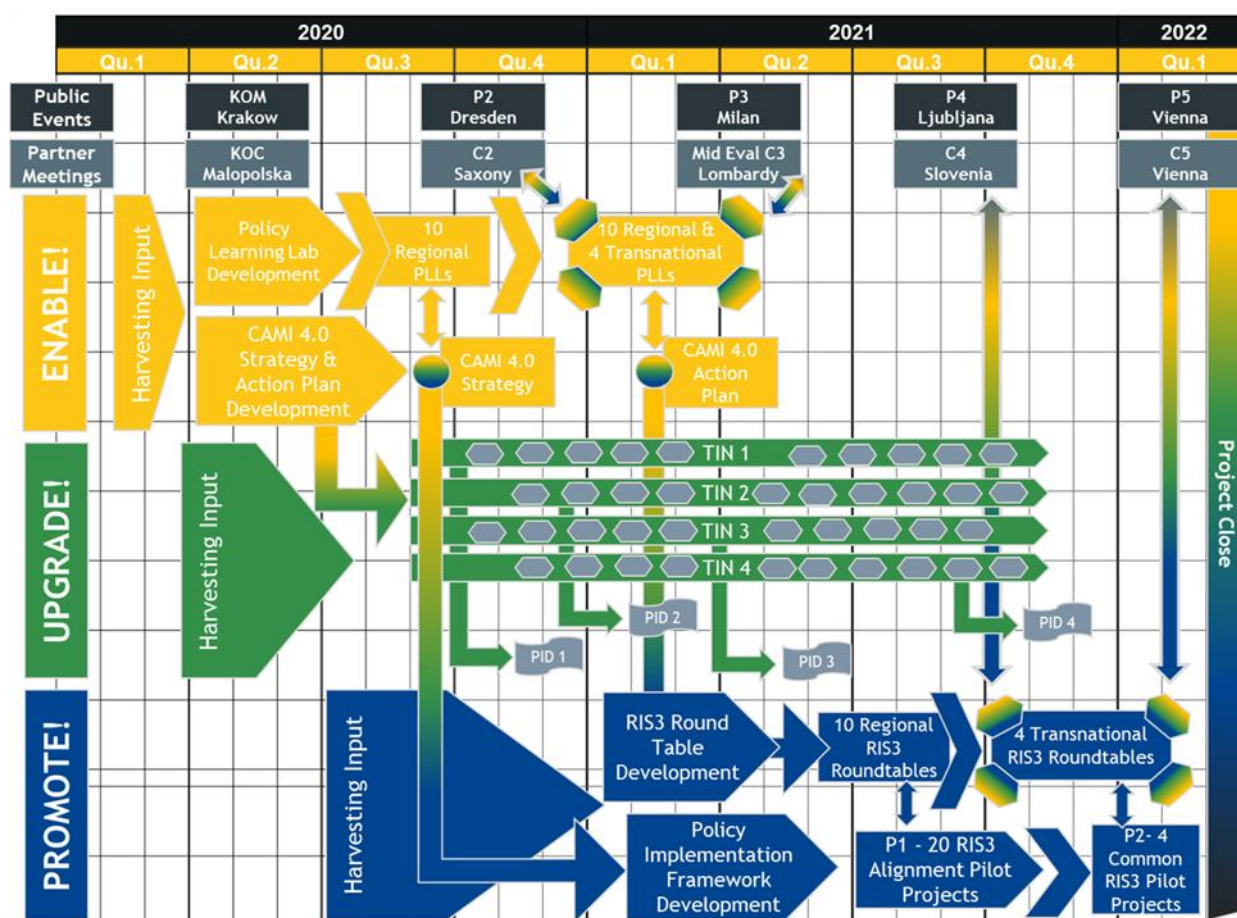 2020
2021
2022
Qu.1
Qu.2
Qu.3
Qu.4
Qu.1
Qu.2
Qu.3
Qu.4
Qu.1
Public
Events
KOM
Krakow
P2
Dresden
P3
Milan
P4
Ljubljana
P5
Vienna
Partner
Meetings
KOC
Malopolska
C2
Saxony
Mid Eval C3
Lombardy
C4
Slovenia
C5
Vienna
ENABLE!
Harvesting Input
Policy
Learning Lab
Development
10
Regional
PLLs
10 Regional &
4 Transnational
PLLs
CAMI 4.0
Strategy &
Action Plan
Development
CAMI 4.0
Strategy
CAMI 4.0
Action
Plan
UPGRADE!
Harvesting Input
TIN 1
TIN 2
TIN 3
TIN 4
PID 1
PID 2
PID 3
PID 4
PROMOTE!
Harvesting Input
RIS3 Round
Table
Development
10 Regional
RIS3
Roundtables
4 Transnational
RIS3 Roundtables
Policy
Implementation
Framework
Development
P1 - 20 RIS3
Alignment Pilot
Projects
P2- 4
Common
RIS3 Pilot
Projects
Project Close